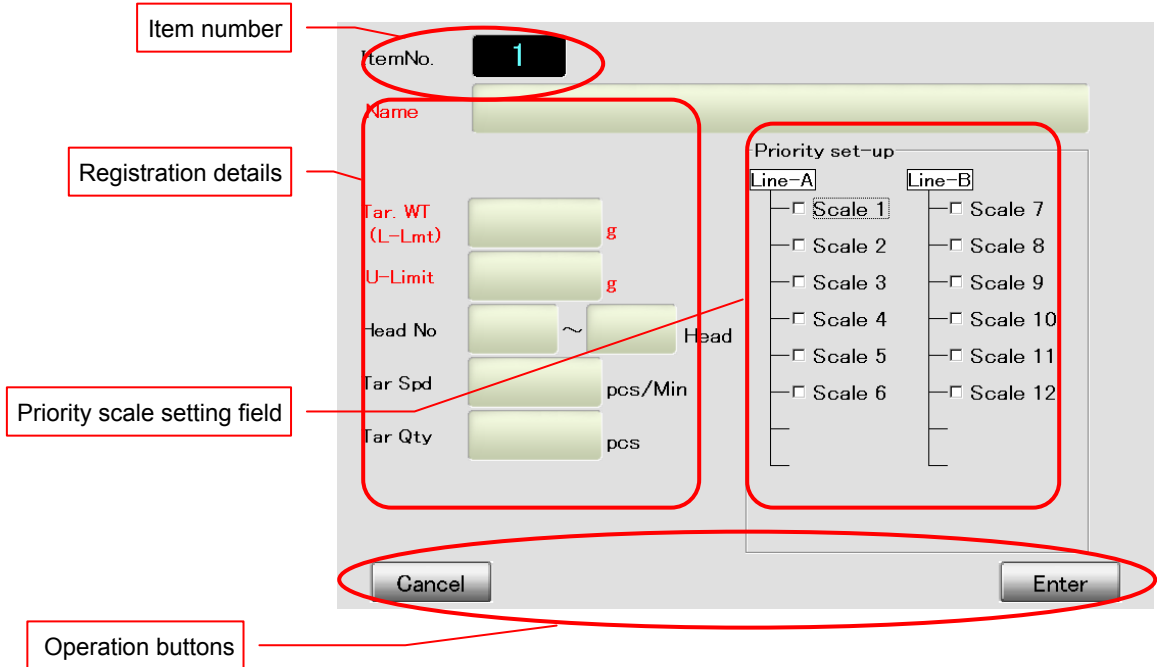 Item number
ItemNo.
1
Name
Registration details
Priority set-up
Line-A
Line-B
Scale 1
Scale 7
Tar. WT
(L-Lmt)
g
Scale 2
Scale 8
U-Limit
g
Scale 3
Scale 9
Head No
~
Head
Scale 4
Scale 10
Scale 5
Scale 11
Tar Spd
pcs/Min
Scale 6
Scale 12
Priority scale setting field
Tar Qty
pcs
Cancel
Enter
Operation buttons